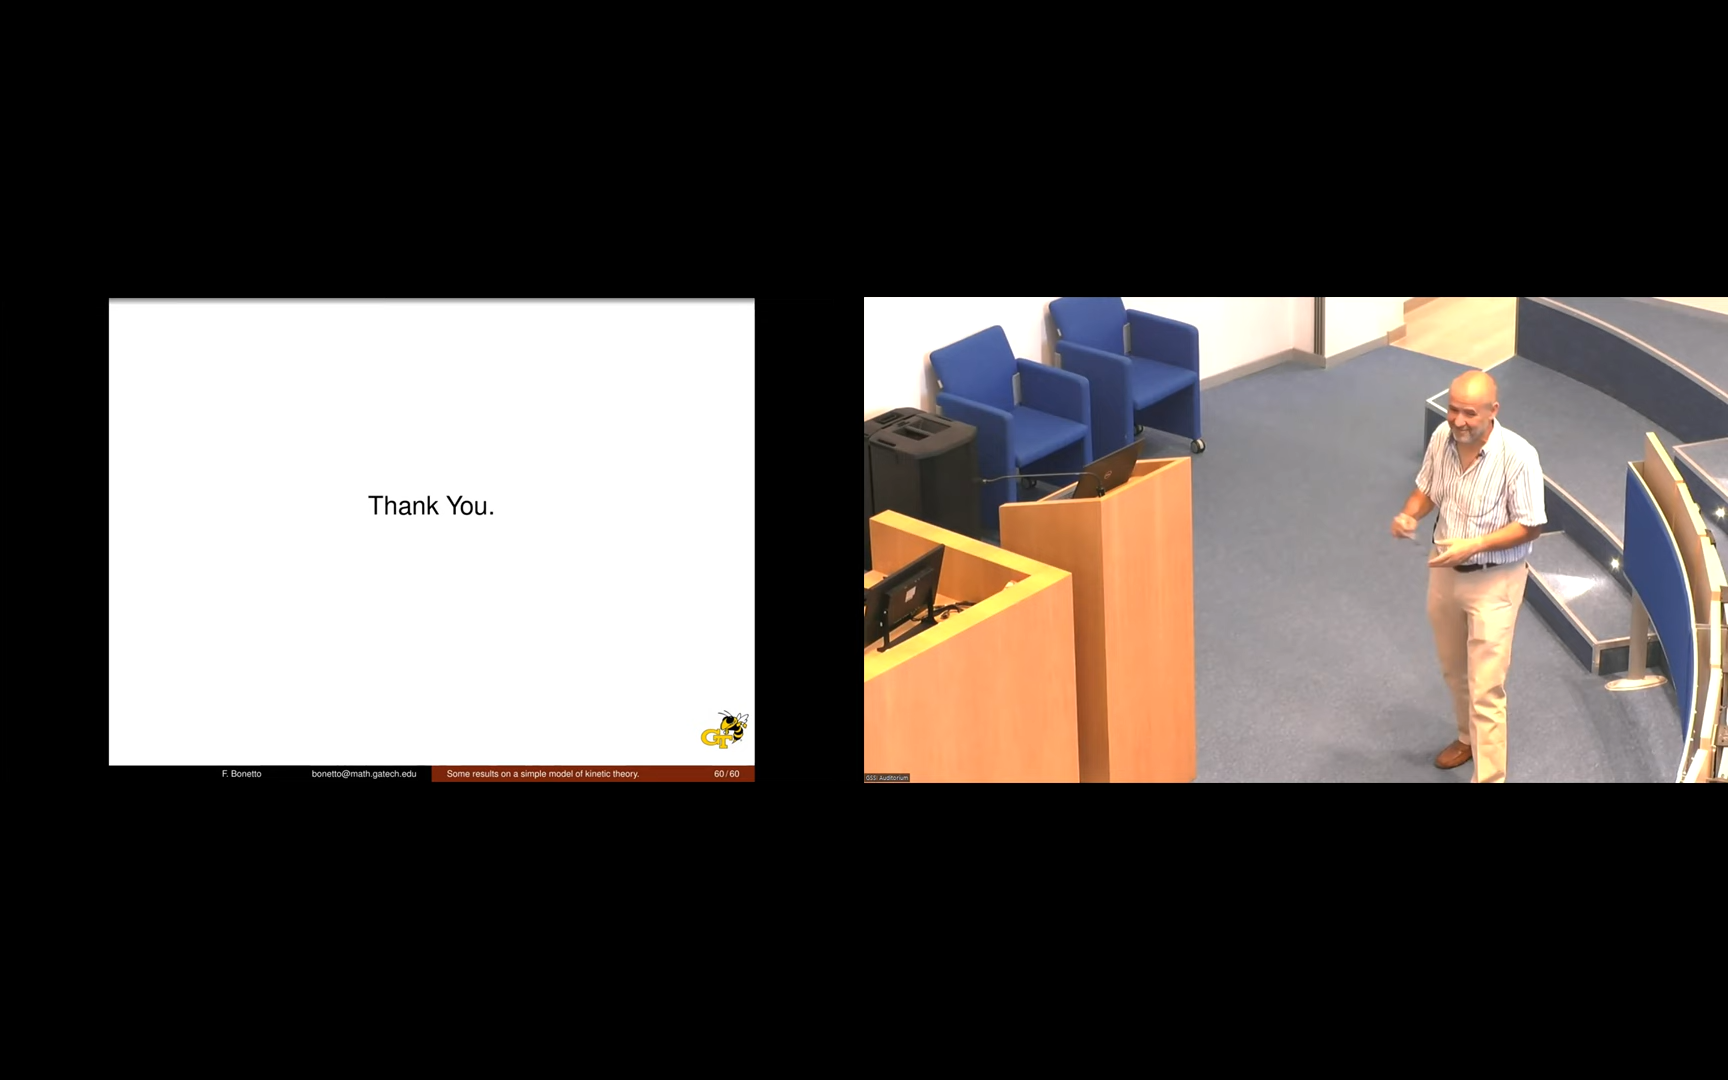 Thank You.
GT
F. Bonetto bonetto@math.gatech.edu Some results on a simple model of kinetic theory. 60 / 60
GSSI Auditorium